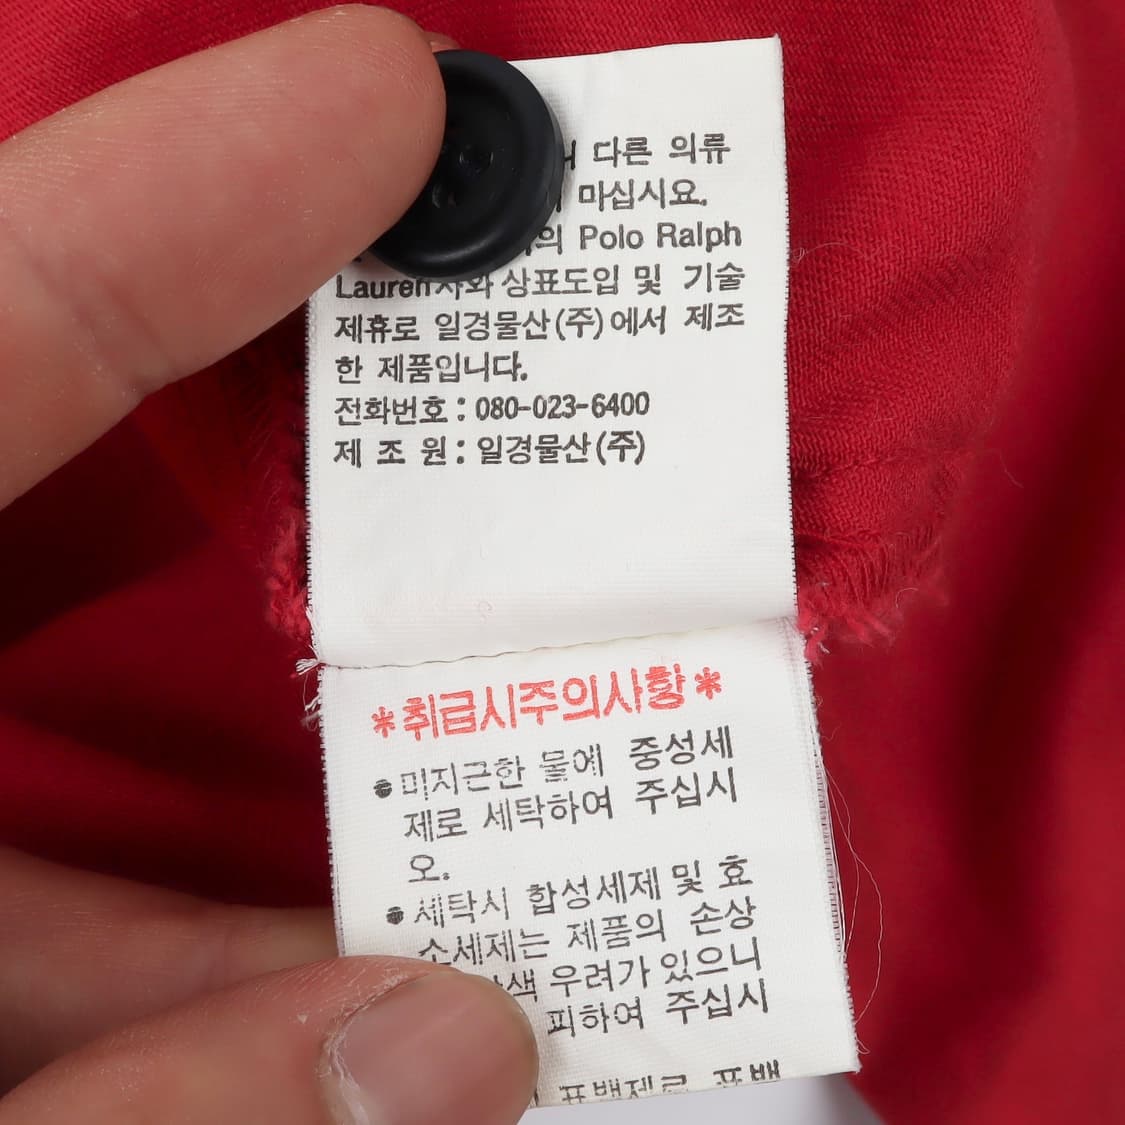 다른 의류
마십시요.
의 Polo Ralph
Lauren사와 상표도입 및 기술
제휴로 일경물산(주)에서 제조
한 제품입니다.
전화번호 : 080-023-6400
제 조 원 : 일경물산(주)
*취급시주의사항*
●미지근한 물에 중성세
제로 세탁하여 주십시
오.
●세탁시 합성세제 및 효
소세제는 제품의 손상
색 우려가 있으니
피하여 주십시
표백제로 표백